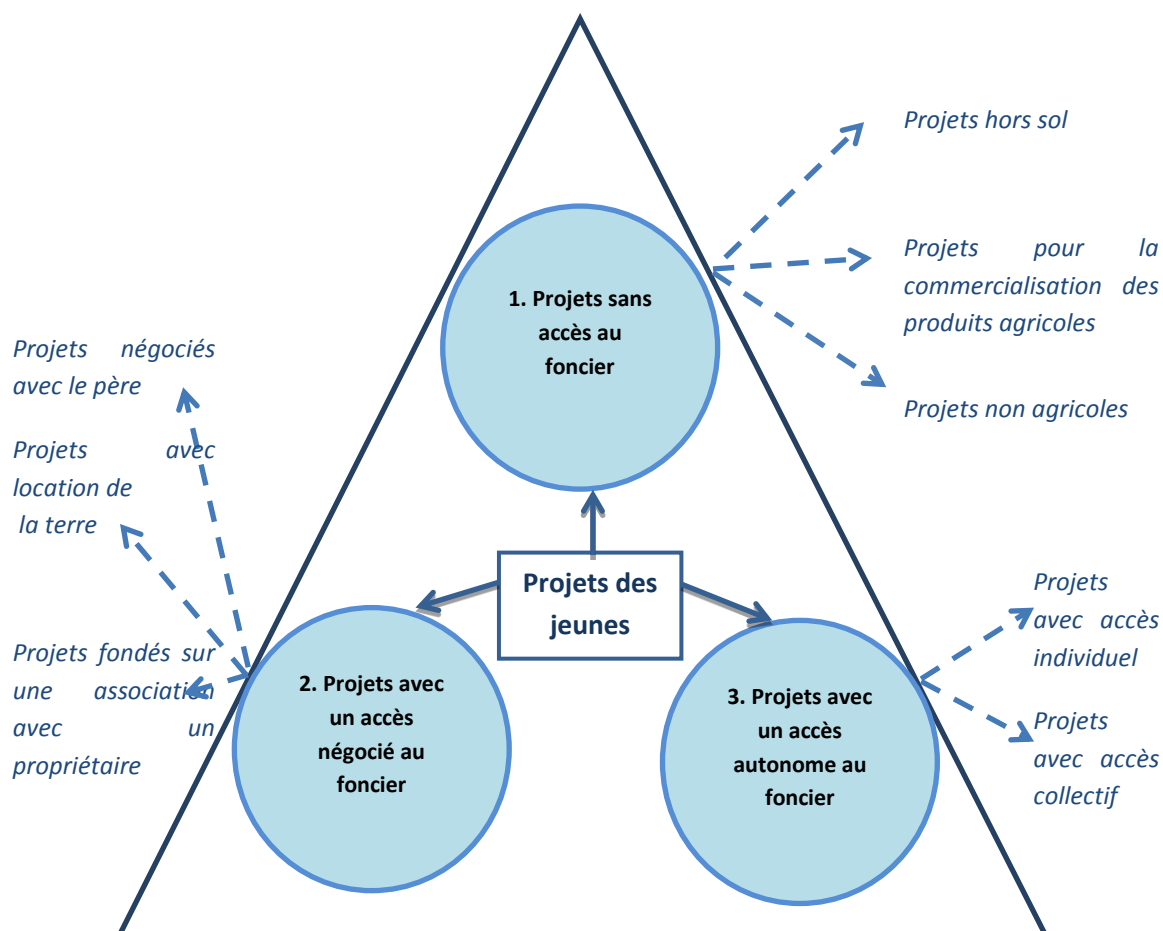 Projets hors sol
Projets pour la
commercialisation des
produits agricoles
Projets non agricoles
1. Projets sans
accès au
foncier
Projets négociés
avec le père
Projets avec
location de
la terre
Projets fondés sur
une association
avec un
propriétaire
Projets des
jeunes
2. Projets avec
un accès
négocié au
foncier
3. Projets avec
un accès
autonome au
foncier
Projets
avec accès
individuel
Projets
avec accès
collectif